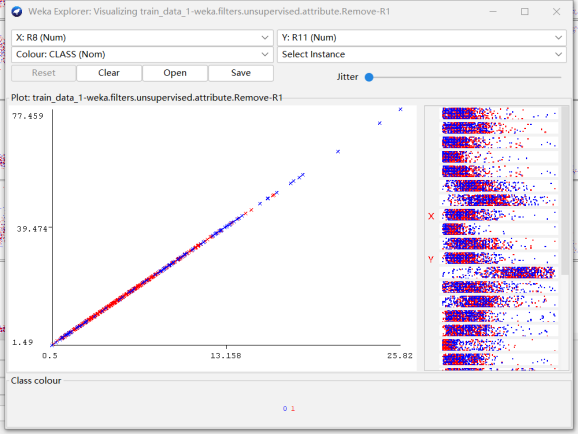 Weka Explorer: Visualizing train_data_1-weka.filters.unsupervised.attribute.Remove-R1
X: R8 (Num)
Y: R11 (Num)
Colour: CLASS (Nom)
Select Instance
Reset
Clear
Open
Save
Jitter
Plot: train_data_1-weka.filters.unsupervised.attribute.Remove-R1
77.459
39.474
1.49
0.5
13.158
25.82
X
Y
Class colour
0 1